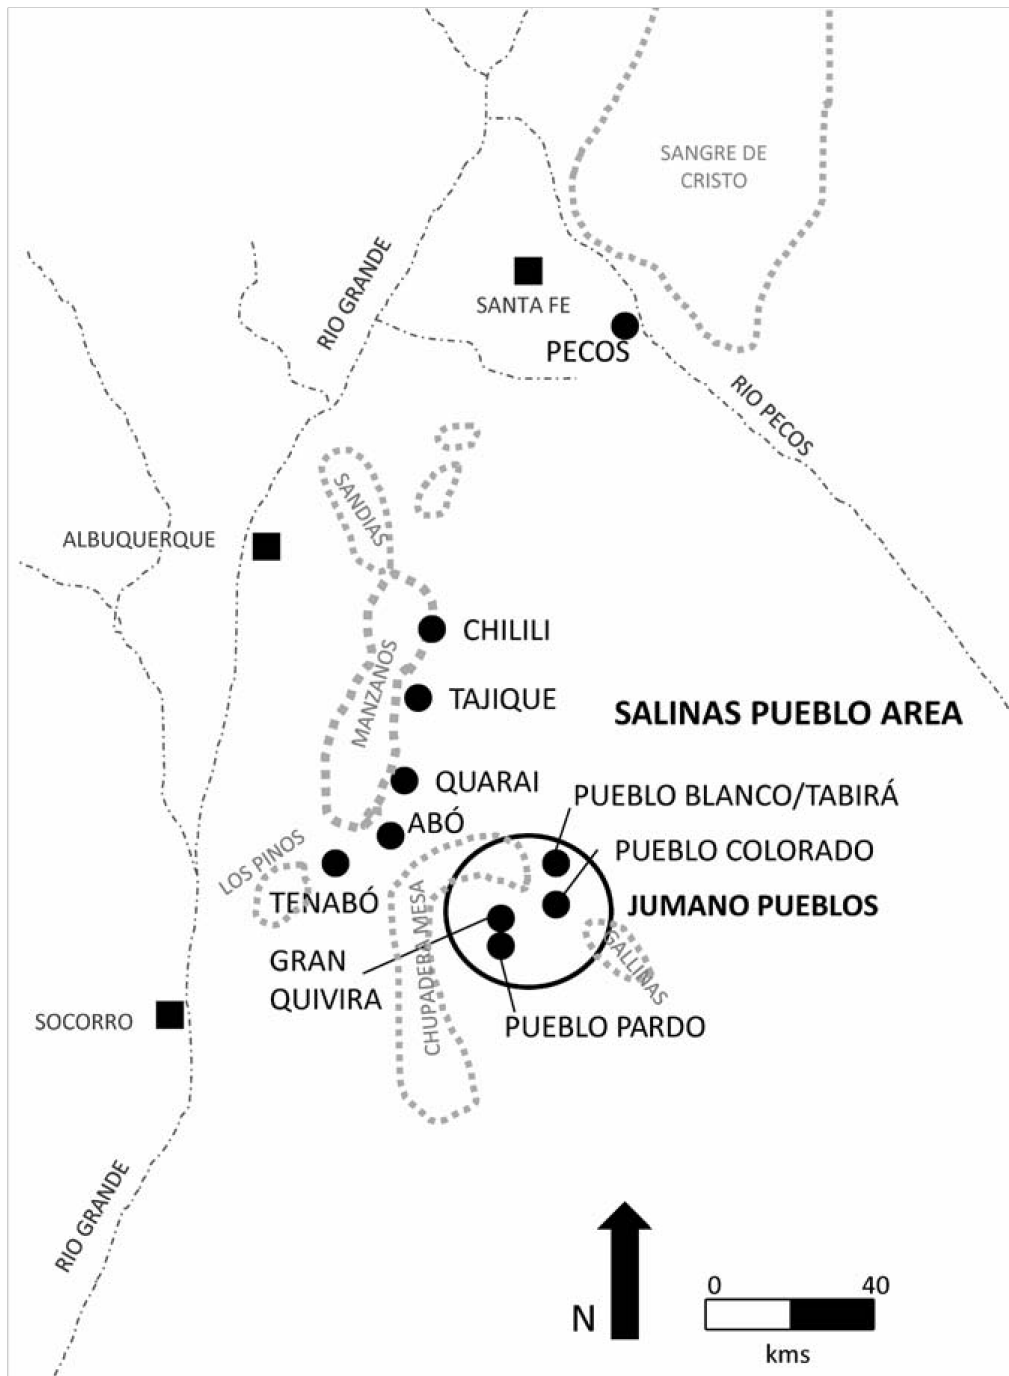 SANGRE DE
CRISTO
RIO GRANDE
SANTA FE
PECOS
RIO PECOS
SANDIAS
ALBUQUERQUE
CHILILI
MANZANOS
TAJIQUE
SALINAS PUEBLO AREA
QUARAI
PUEBLO BLANCO/TABIRÁ
ABÓ
PUEBLO COLORADO
LOS PINOS
TENABÓ
JUMANO PUEBLOS
CHUPADERA MESA
GRAN
QUIVIRA
GALLINAS
SOCORRO
PUEBLO PARDO
RIO GRANDE
N
0 40
kms